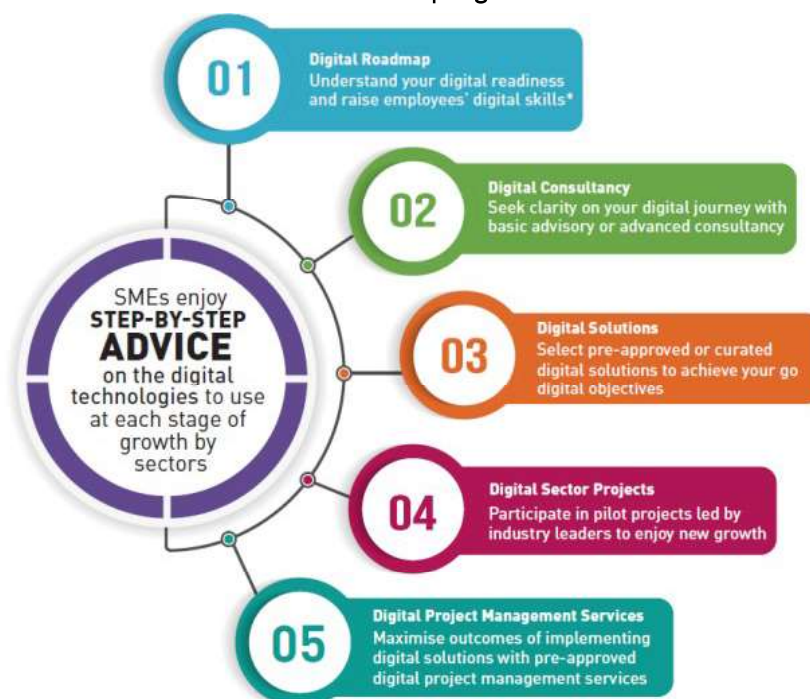 01
Digital Roadmap
Understand your digital readiness
and raise employees' digital skills*
02
Digital Consultancy
Seek clarity on your digital journey with
basic advisory or advanced consultancy
SMEs enjoy
STEP-BY-STEP
ADVICE
on the digital
technologies to use
at each stage of
growth by
sectors
03
Digital Solutions
Select pre-approved or curated
digital solutions to achieve your go
digital objectives
04
Digital Sector Projects
Participate in pilot projects led by
industry leaders to enjoy new growth
05
Digital Project Management Services
Maximise outcomes of implementing
digital solutions with pre-approved
digital project management services